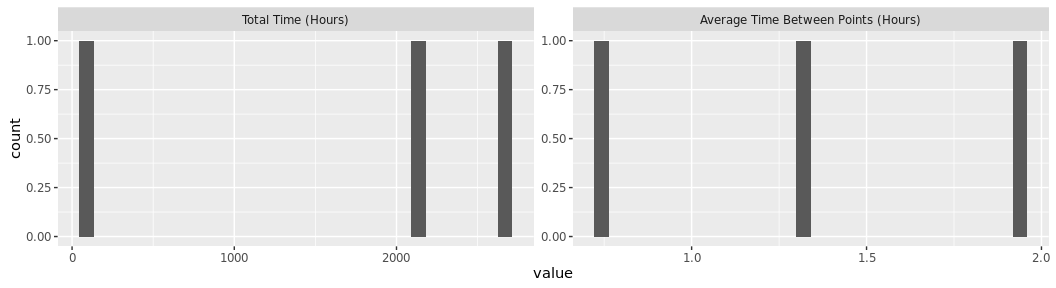 Total Time (Hours) Average Time Between Points (Hours)
1.00 1.00
0.75 0.75
count
0.50 0.50
0.25 0.25
0.00 0.00
0 1000 2000 1.0 1.5 2.0
value